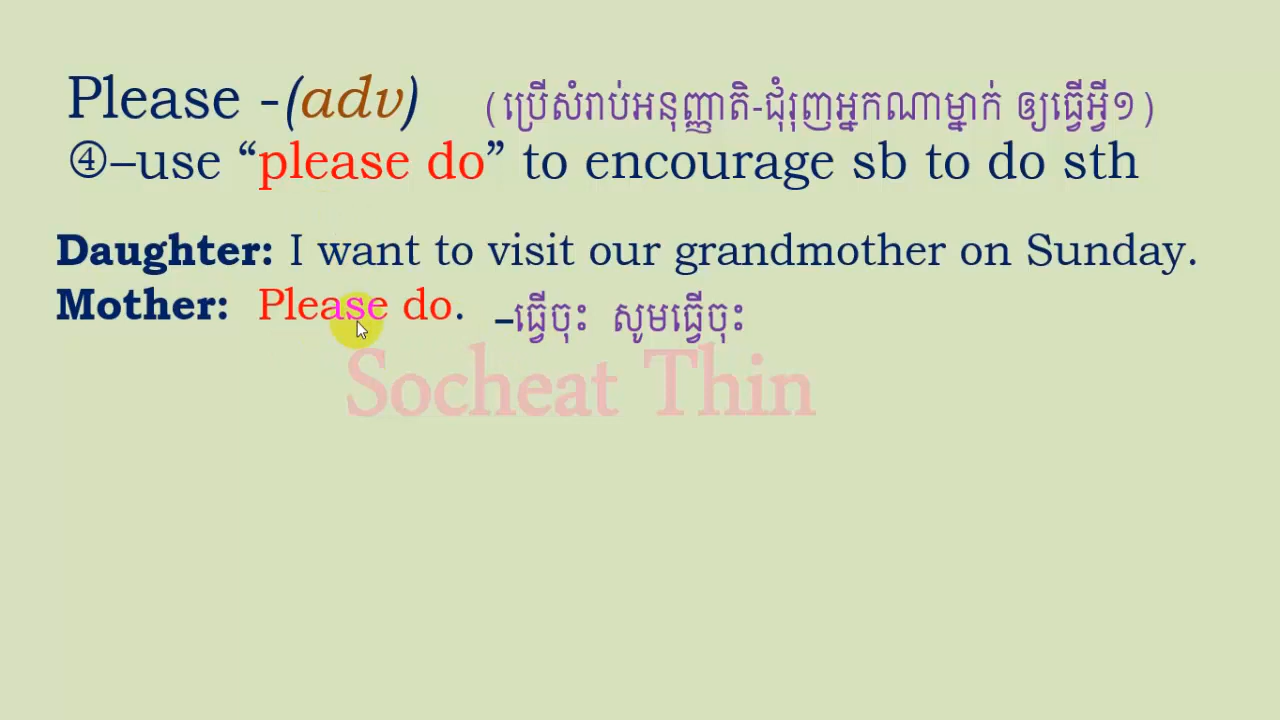 Please -(adv) (ប្រើសំរាប់អនុញ្ញាតិ-ជុំរុញអ្នកណាម្នាក់ ឲ្យធ្វើអ្វី១)
④–use “please do” to encourage sb to do sth
Daughter: I want to visit our grandmother on Sunday.
Mother: Please do. –ធ្វើចុះ សូមធ្វើចុះ
Socheat Thin